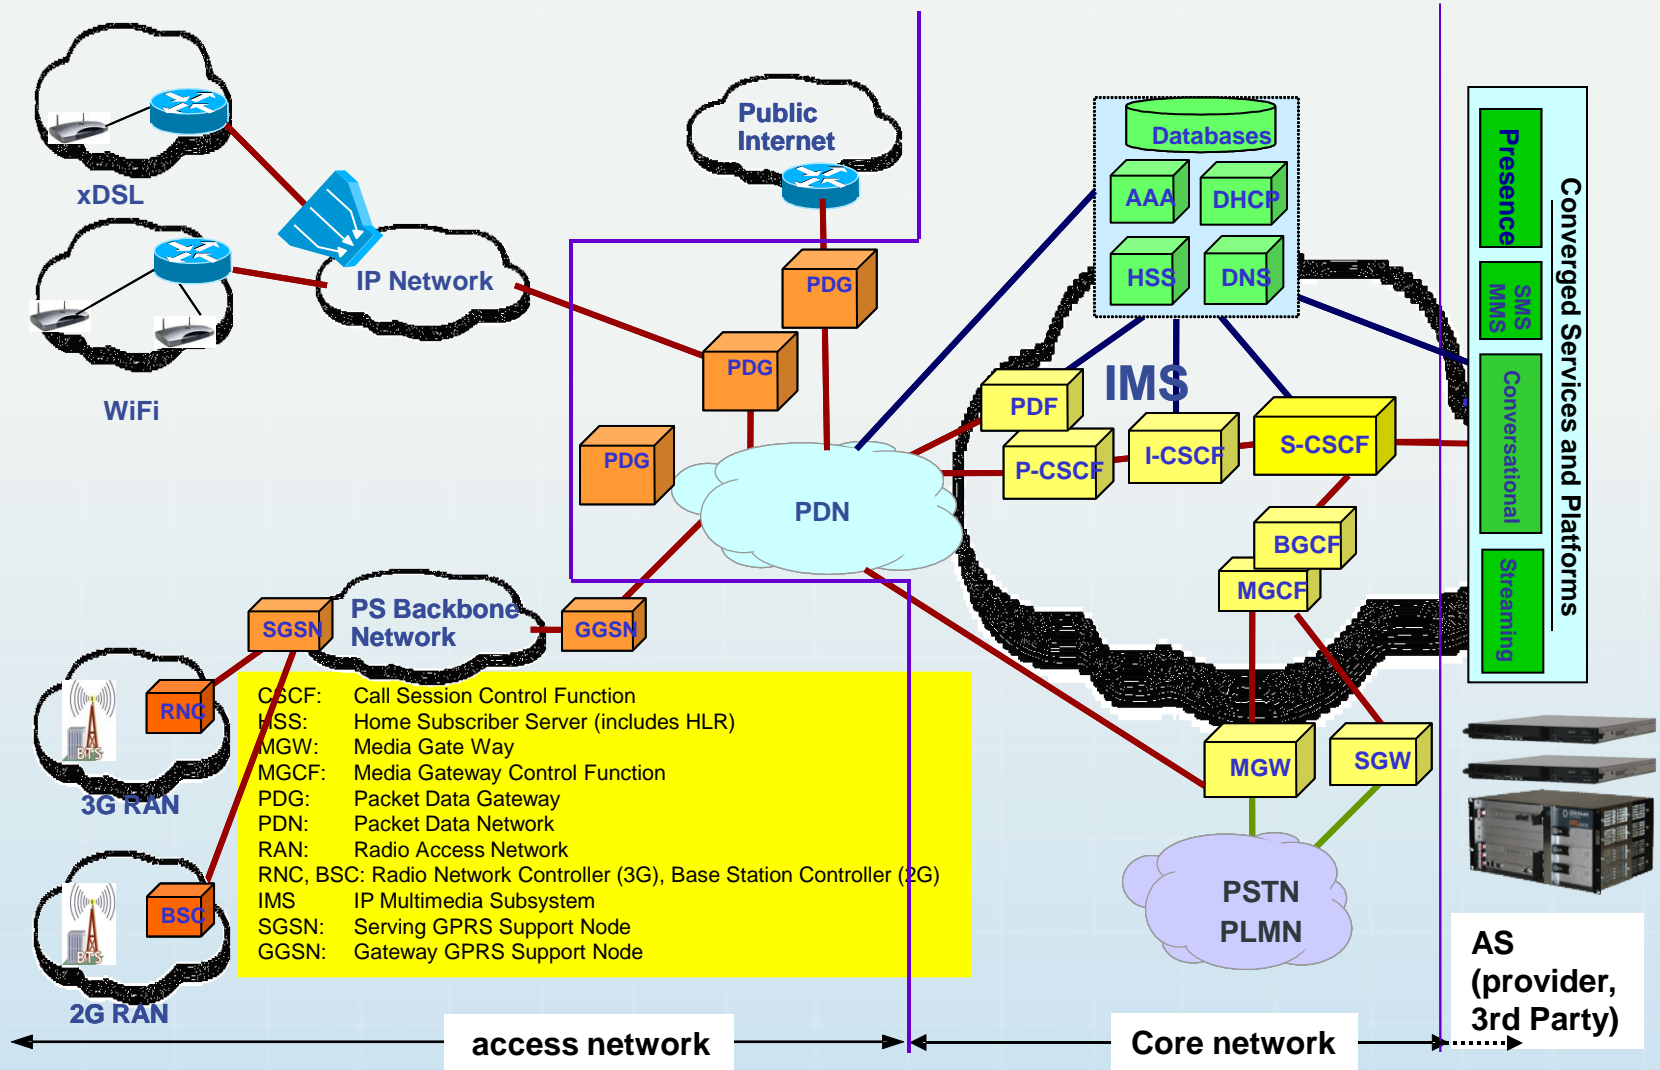 xDSL
WiFi
IP Network
Public
Internet
PDG
PDG
PDG
PDN
SGSN
PS Backbone
Network
GGSN
RNC
BTS
3G RAN
BSC
BTS
2G RAN
CSCF: Call Session Control Function
HSS: Home Subscriber Server (includes HLR)
MGW: Media Gate Way
MGCF: Media Gateway Control Function
PDG: Packet Data Gateway
PDN: Packet Data Network
RAN: Radio Access Network
RNC, BSC: Radio Network Controller (3G), Base Station Controller (2G)
IMS IP Multimedia Subsystem
SGSN: Serving GPRS Support Node
GGSN: Gateway GPRS Support Node
Databases
AAA
DHCP
HSS
DNS
IMS
PDF
P-CSCF
I-CSCF
S-CSCF
BGCF
MGCF
MGW
SGW
PSTN
PLMN
Presence
SMS
MMS
Conversational
Streaming
Converged Services and Platforms
AS
(provider,
3rd Party)
access network
Core network